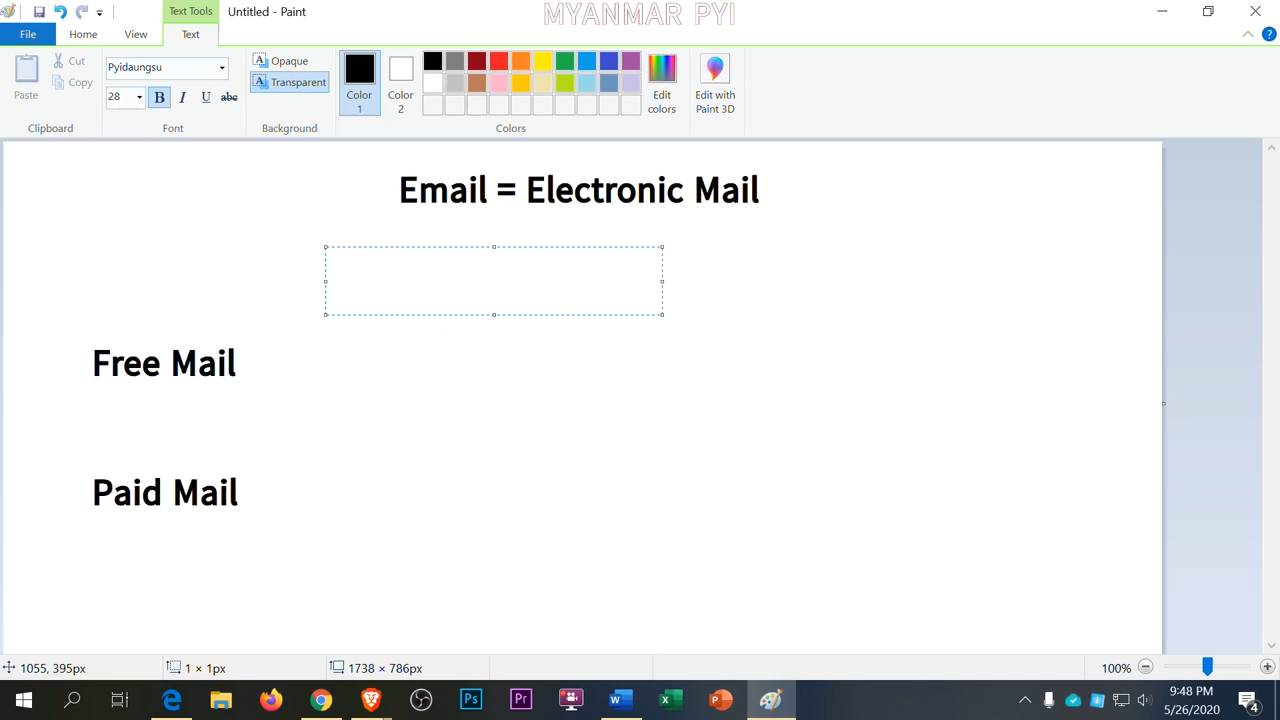 Text Tools
Untitled - Paint
MYANMAR PYI
File
Home
View
Text
Paste
Cut
Copy
Clipboard
Pyidaungsu
28
B
I
U
abc
Font
Opaque
Transparent
Background
Color
1
Color
2
Edit
colors
Edit with
Paint 3D
Colors
Email = Electronic Mail
Free Mail
Paid Mail
1055, 395px
1 × 1px
1738 × 786px
100%
9:48 PM
5/26/2020
4